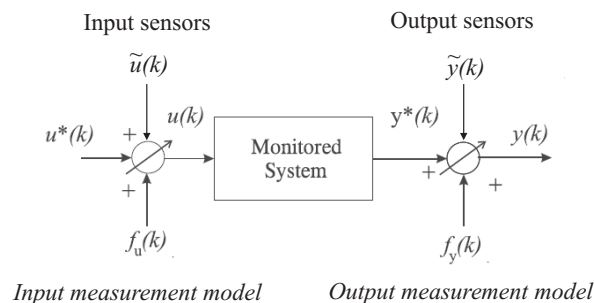 Input sensors
Output sensors
ũ(k)
ỹ(k)
u*(k)
+
u(k)
+
Monitored
System
y*(k)
+
y(k)
+
f_u(k)
f_y(k)
Input measurement model
Output measurement model